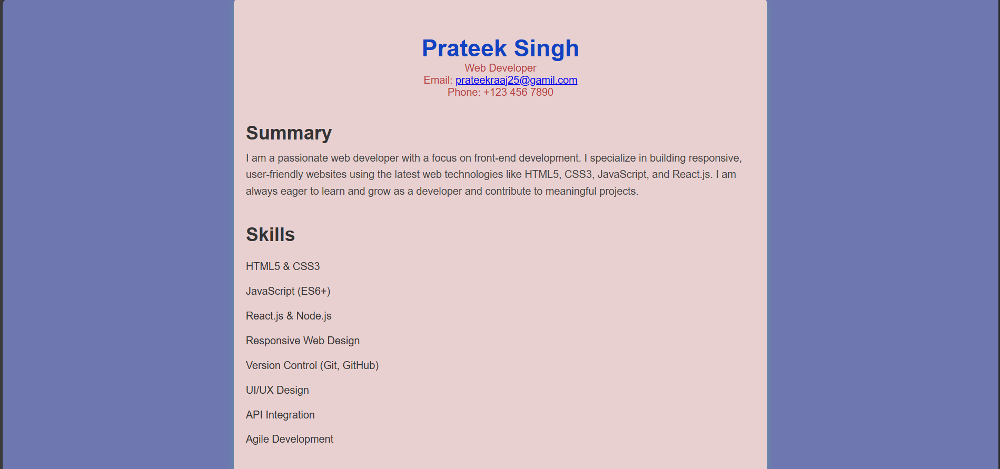 Prateek Singh
Web Developer
Email: prateekraaj25@gamil.com
Phone: +123 456 7890
Summary
I am a passionate web developer with a focus on front-end development. I specialize in building responsive,
user-friendly websites using the latest web technologies like HTML5, CSS3, JavaScript, and React.js. I am
always eager to learn and grow as a developer and contribute to meaningful projects.
Skills
HTML5 & CSS3
JavaScript (ES6+)
React.js & Node.js
Responsive Web Design
Version Control (Git, GitHub)
UI/UX Design
API Integration
Agile Development